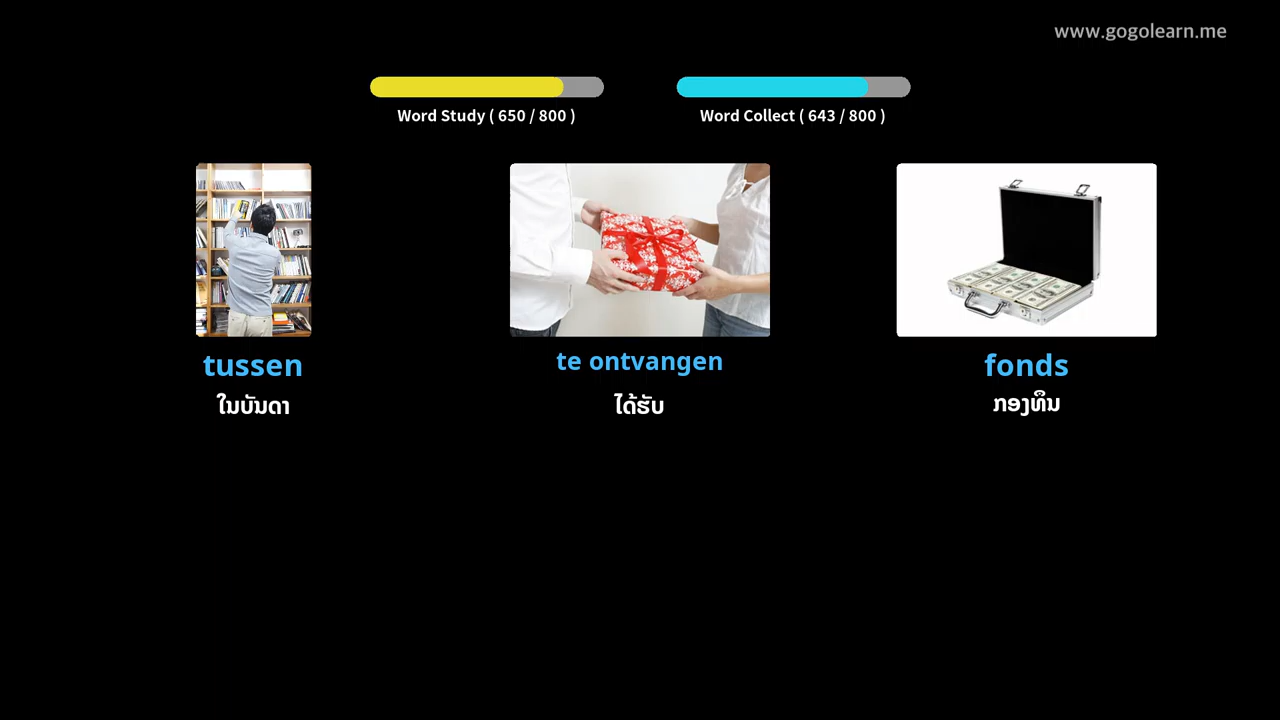 www.gogolearn.me
Word Study ( 650 / 800 )
Word Collect ( 643 / 800 )
tussen
ໃນບັນດາ
te ontvangen
ໄດ້ຮັບ
fonds
ກອງທຶນ